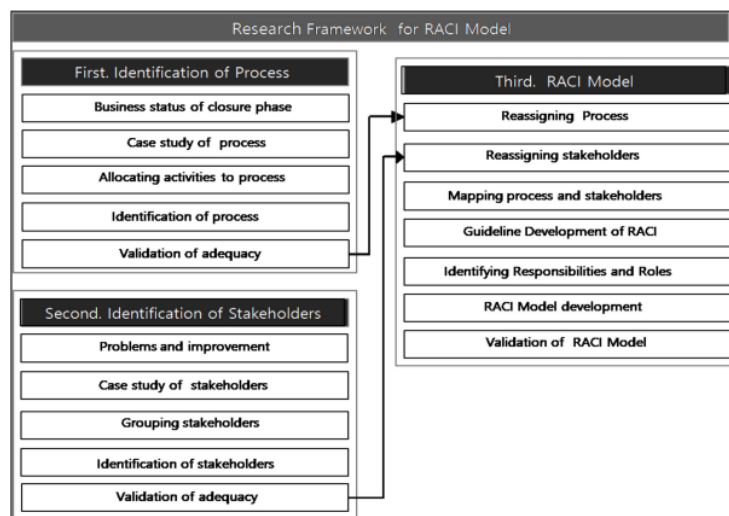 Research Framework for RACI Model
First. Identification of Process
Business status of closure phase
Case study of process
Allocating activities to process
Identification of process
Validation of adequacy
Second. Identification of Stakeholders
Problems and improvement
Case study of stakeholders
Grouping stakeholders
Identification of stakeholders
Validation of adequacy
Third. RACI Model
Reassigning Process
Reassigning stakeholders
Mapping process and stakeholders
Guideline Development of RACI
Identifying Responsibilities and Roles
RACI Model development
Validation of RACI Model